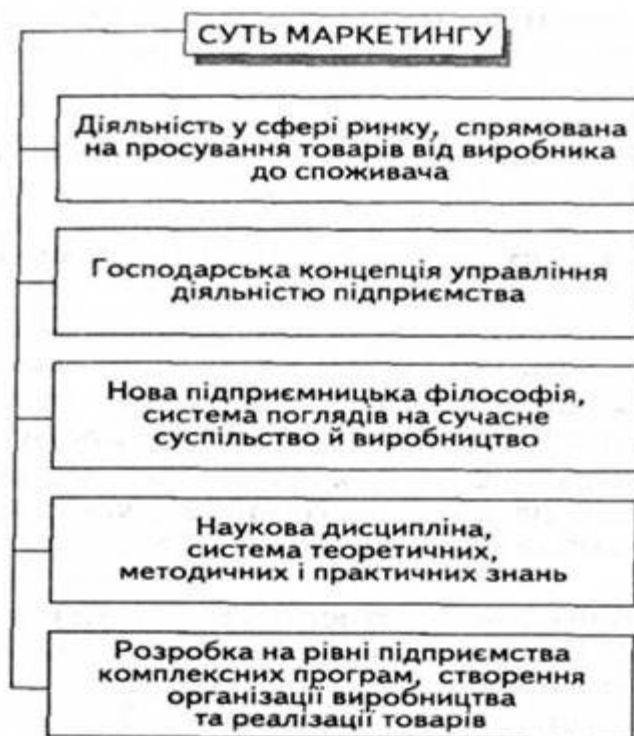 СУТЬ МАРКЕТИНГУ
Діяльність у сфері ринку, спрямована
на просування товарів від виробника
до споживача
Господарська концепція управління
діяльністю підприємства
Нова підприємницька філософія,
система поглядів на сучасне
суспільство й виробництво
Наукова дисципліна,
система теоретичних,
методичних і практичних знань
Розробка на рівні підприємства
комплексних програм, створення
організації виробництва
та реалізації товарів